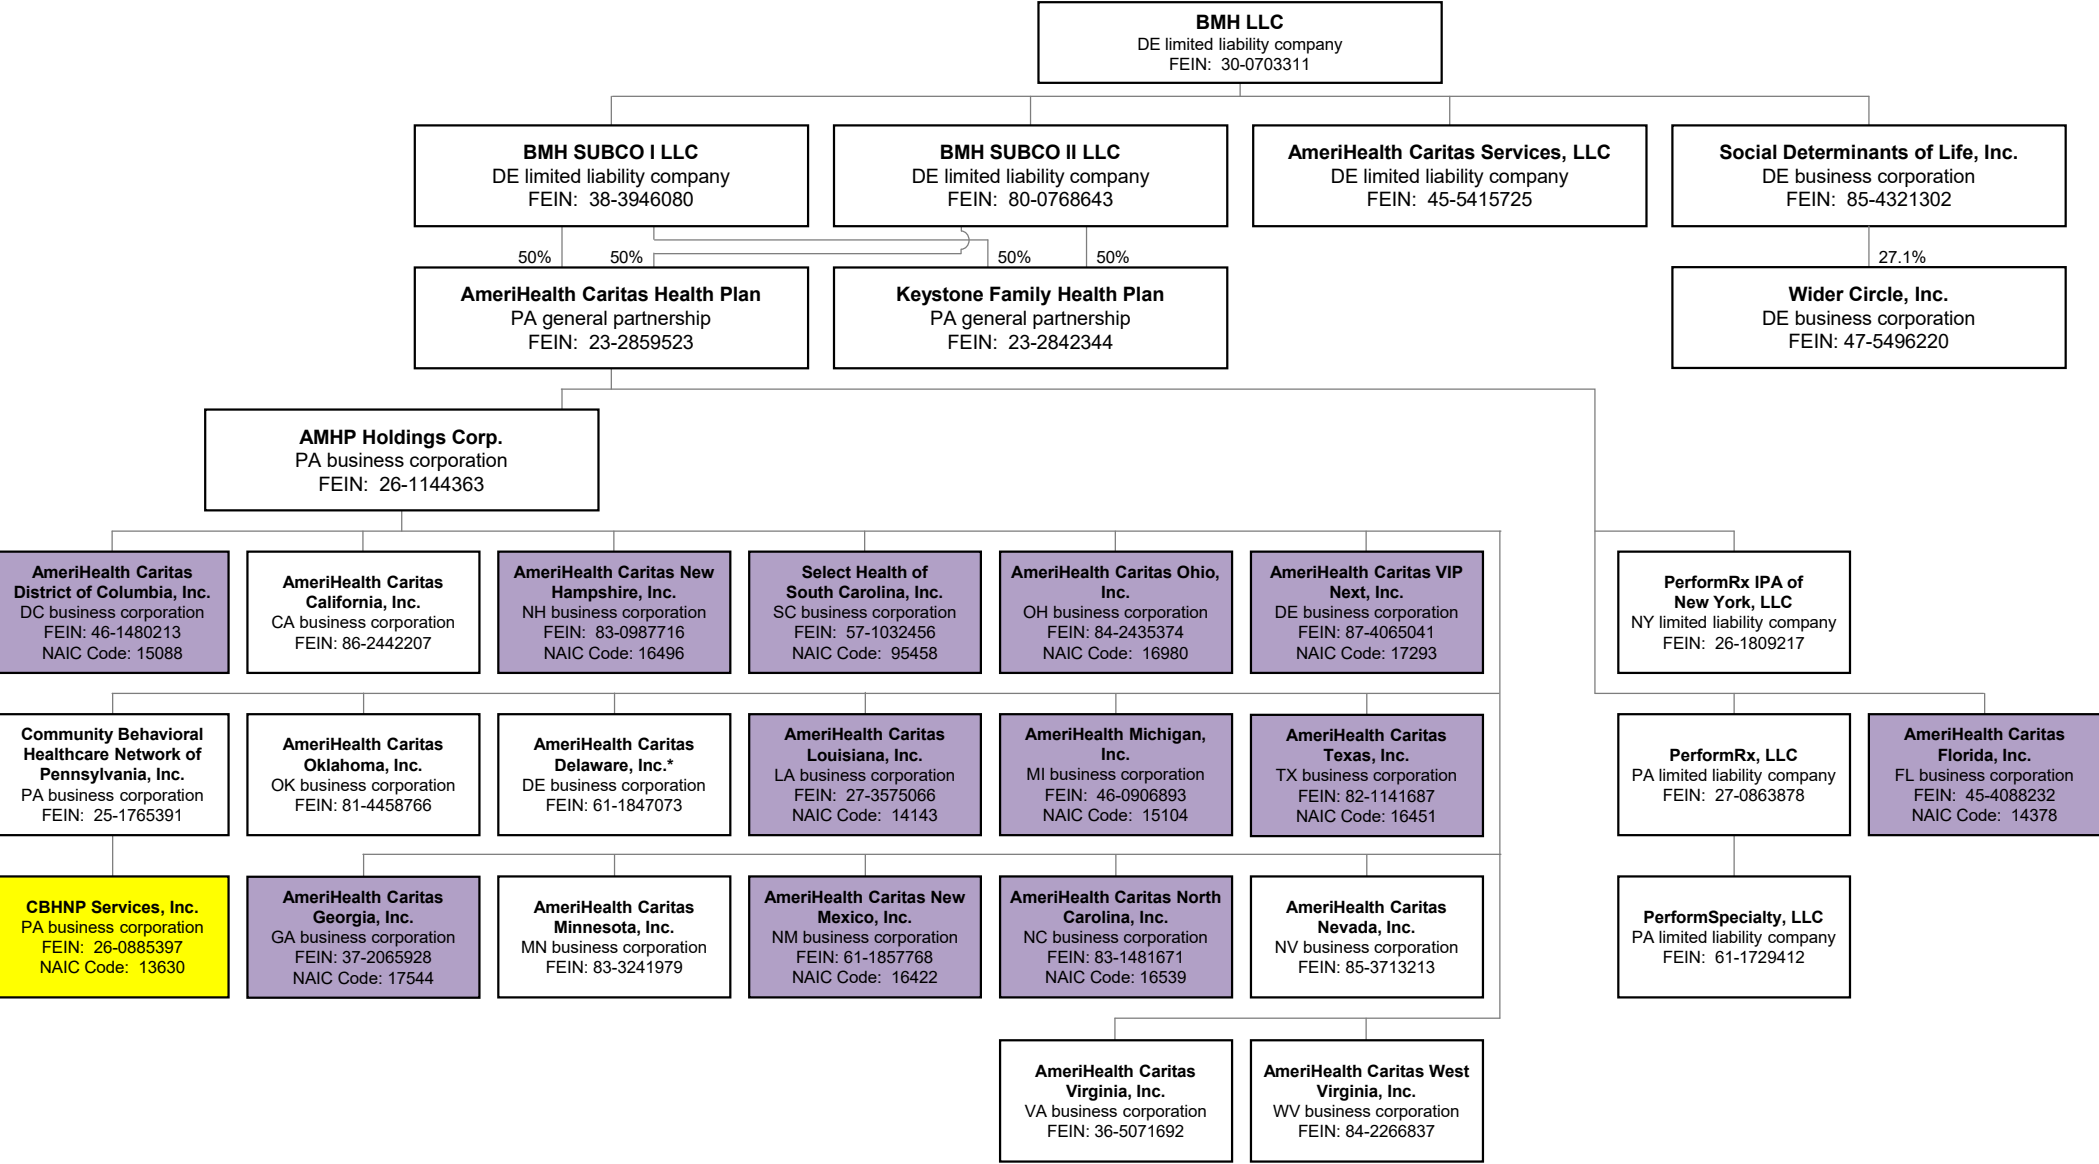 BMH LLC
DE limited liability company
FEIN: 30-0703311
BMH SUBCO I LLC
DE limited liability company
FEIN: 38-3946080
BMH SUBCO II LLC
DE limited liability company
FEIN: 80-0768643
AmeriHealth Caritas Services, LLC
DE limited liability company
FEIN: 45-5415725
Social Determinants of Life, Inc.
DE business corporation
FEIN: 85-4321302
50%
50%
50%
50%
27.1%
AmeriHealth Caritas Health Plan
PA general partnership
FEIN: 23-2859523
Keystone Family Health Plan
PA general partnership
FEIN: 23-2842344
Wider Circle, Inc.
DE business corporation
FEIN: 47-5496220
AMHP Holdings Corp.
PA business corporation
FEIN: 26-1144363
AmeriHealth Caritas
District of Columbia, Inc.
DC business corporation
FEIN: 46-1480213
NAIC Code: 15088
AmeriHealth Caritas
California, Inc.
CA business corporation
FEIN: 86-2442207
AmeriHealth Caritas New
Hampshire, Inc.
NH business corporation
FEIN: 83-0987716
NAIC Code: 16496
Select Health of
South Carolina, Inc.
SC business corporation
FEIN: 57-1032456
NAIC Code: 95458
AmeriHealth Caritas Ohio,
Inc.
OH business corporation
FEIN: 84-2435374
NAIC Code: 16980
AmeriHealth Caritas VIP
Next, Inc.
DE business corporation
FEIN: 87-4065041
NAIC Code: 17293
PerformRx IPA of
New York, LLC
NY limited liability company
FEIN: 26-1809217
Community Behavioral
Healthcare Network of
Pennsylvania, Inc.
PA business corporation
FEIN: 25-1765391
AmeriHealth Caritas
Oklahoma, Inc.
OK business corporation
FEIN: 81-4458766
AmeriHealth Caritas
Delaware, Inc.*
DE business corporation
FEIN: 61-1847073
AmeriHealth Caritas
Louisiana, Inc.
LA business corporation
FEIN: 27-3575066
NAIC Code: 14143
AmeriHealth Michigan,
Inc.
MI business corporation
FEIN: 46-0906893
NAIC Code: 15104
AmeriHealth Caritas
Texas, Inc.
TX business corporation
FEIN: 82-1141687
NAIC Code: 16451
PerformRx, LLC
PA limited liability company
FEIN: 27-0863878
AmeriHealth Caritas
Florida, Inc.
FL business corporation
FEIN: 45-4088232
NAIC Code: 14378
CBHNP Services, Inc.
PA business corporation
FEIN: 26-0885397
NAIC Code: 13630
AmeriHealth Caritas
Georgia, Inc.
GA business corporation
FEIN: 37-2065928
NAIC Code: 17544
AmeriHealth Caritas
Minnesota, Inc.
MN business corporation
FEIN: 83-3241979
AmeriHealth Caritas New
Mexico, Inc.
NM business corporation
FEIN: 61-1857768
NAIC Code: 16422
AmeriHealth Caritas North
Carolina, Inc.
NC business corporation
FEIN: 83-1481671
NAIC Code: 16539
AmeriHealth Caritas
Nevada, Inc.
NV business corporation
FEIN: 85-3713213
PerformSpecialty, LLC
PA limited liability company
FEIN: 61-1729412
AmeriHealth Caritas
Virginia, Inc.
VA business corporation
FEIN: 36-5071692
AmeriHealth Caritas West
Virginia, Inc.
WV business corporation
FEIN: 84-2266837